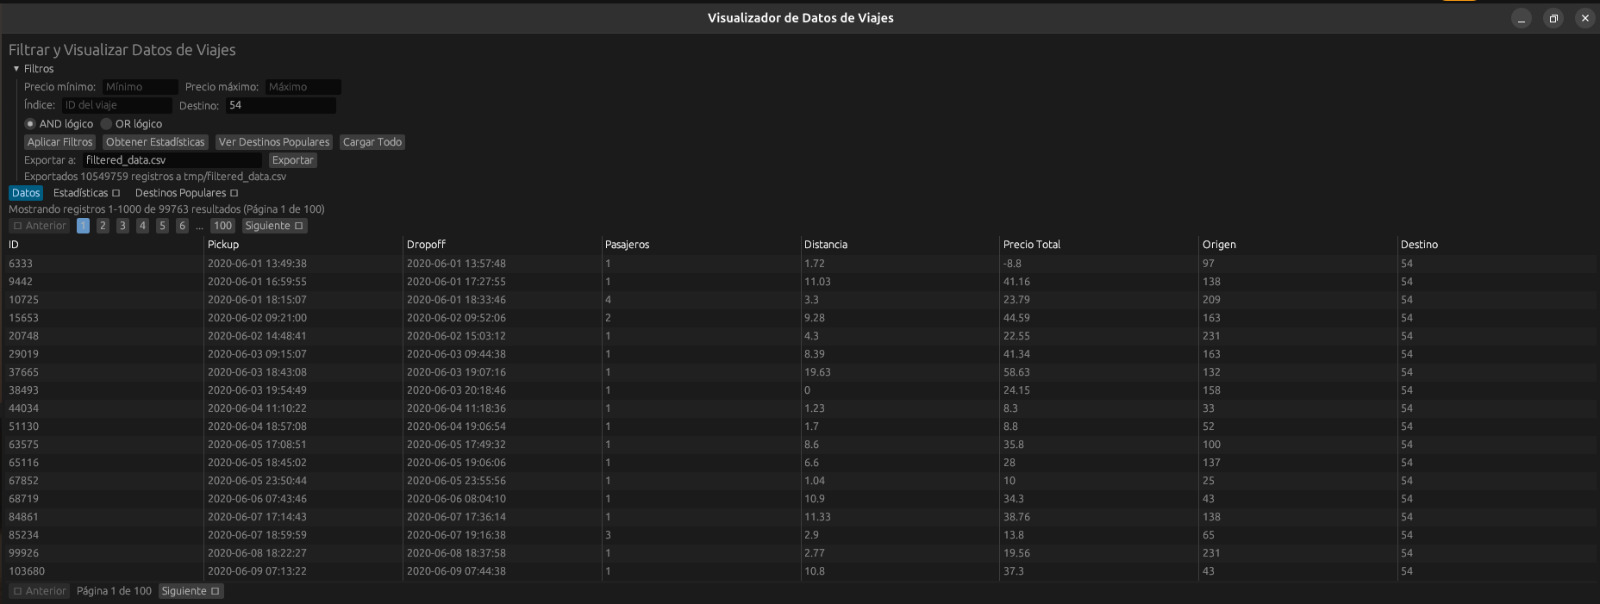 Visualizador de Datos de Viajes
Filtrar y Visualizar Datos de Viajes
Filtros
Precio mínimo: Mínimo Precio máximo: Máximo
Índice: ID del viaje Destino: 54
AND lógico OR lógico
Aplicar Filtros Obtener Estadísticas Ver Destinos Populares Cargar Todo
Exportar a: filtered_data.csv Exportar
Exportados 10549759 registros a tmp/filtered_data.csv
Datos Estadísticas Destinos Populares
Mostrando registros 1-1000 de 99763 resultados (Página 1 de 100)
Anterior 1 2 3 4 5 6 ... 100 Siguiente
ID Pickup Dropoff Pasajeros Distancia Precio Total Origen Destino
6333 2020-06-01 13:49:38 2020-06-01 13:57:48 1 1.72 -8.8 97 54
9442 2020-06-01 16:59:55 2020-06-01 17:27:55 1 11.03 41.16 138 54
10725 2020-06-01 18:15:07 2020-06-01 18:33:46 4 3.3 23.79 209 54
15653 2020-06-02 09:21:00 2020-06-02 09:52:06 2 9.28 44.59 163 54
20748 2020-06-02 14:48:41 2020-06-02 15:03:12 1 4.3 22.55 231 54
29019 2020-06-03 09:15:07 2020-06-03 09:44:38 1 8.39 41.34 163 54
37665 2020-06-03 18:43:08 2020-06-03 19:07:16 1 19.63 58.63 132 54
38493 2020-06-03 19:54:49 2020-06-03 20:18:46 1 0 24.15 158 54
44034 2020-06-04 11:10:22 2020-06-04 11:18:36 1 1.23 8.3 33 54
51130 2020-06-04 18:57:08 2020-06-04 19:06:54 1 1.7 8.8 52 54
63575 2020-06-05 17:08:51 2020-06-05 17:49:32 1 8.6 35.8 100 54
65116 2020-06-05 18:45:02 2020-06-05 19:06:06 1 6.6 28 137 54
67852 2020-06-05 23:50:44 2020-06-05 23:55:56 1 1.04 10 25 54
68719 2020-06-06 07:43:46 2020-06-06 08:04:10 1 10.9 34.3 43 54
84861 2020-06-07 17:14:43 2020-06-07 17:36:14 1 11.33 38.76 138 54
85234 2020-06-07 18:59:59 2020-06-07 19:16:38 3 2.9 13.8 65 54
99926 2020-06-08 18:22:27 2020-06-08 18:37:58 1 2.77 19.56 231 54
103680 2020-06-09 07:13:22 2020-06-09 07:44:38 1 10.8 37.3 43 54
Anterior Página 1 de 100 Siguiente